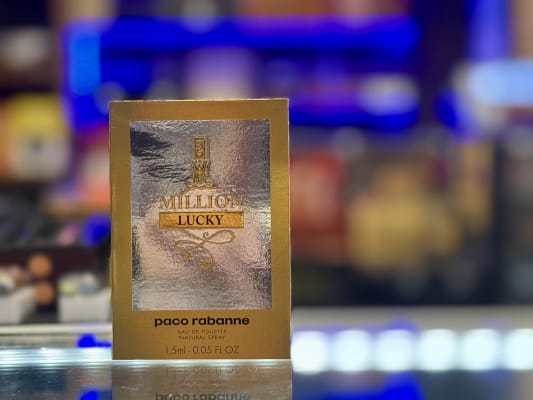 1
MILLION
LUCKY
paco rabanne
EAU DE TOILETTE
NATURAL SPRAY
1,5ml - 0.05 FL OZ